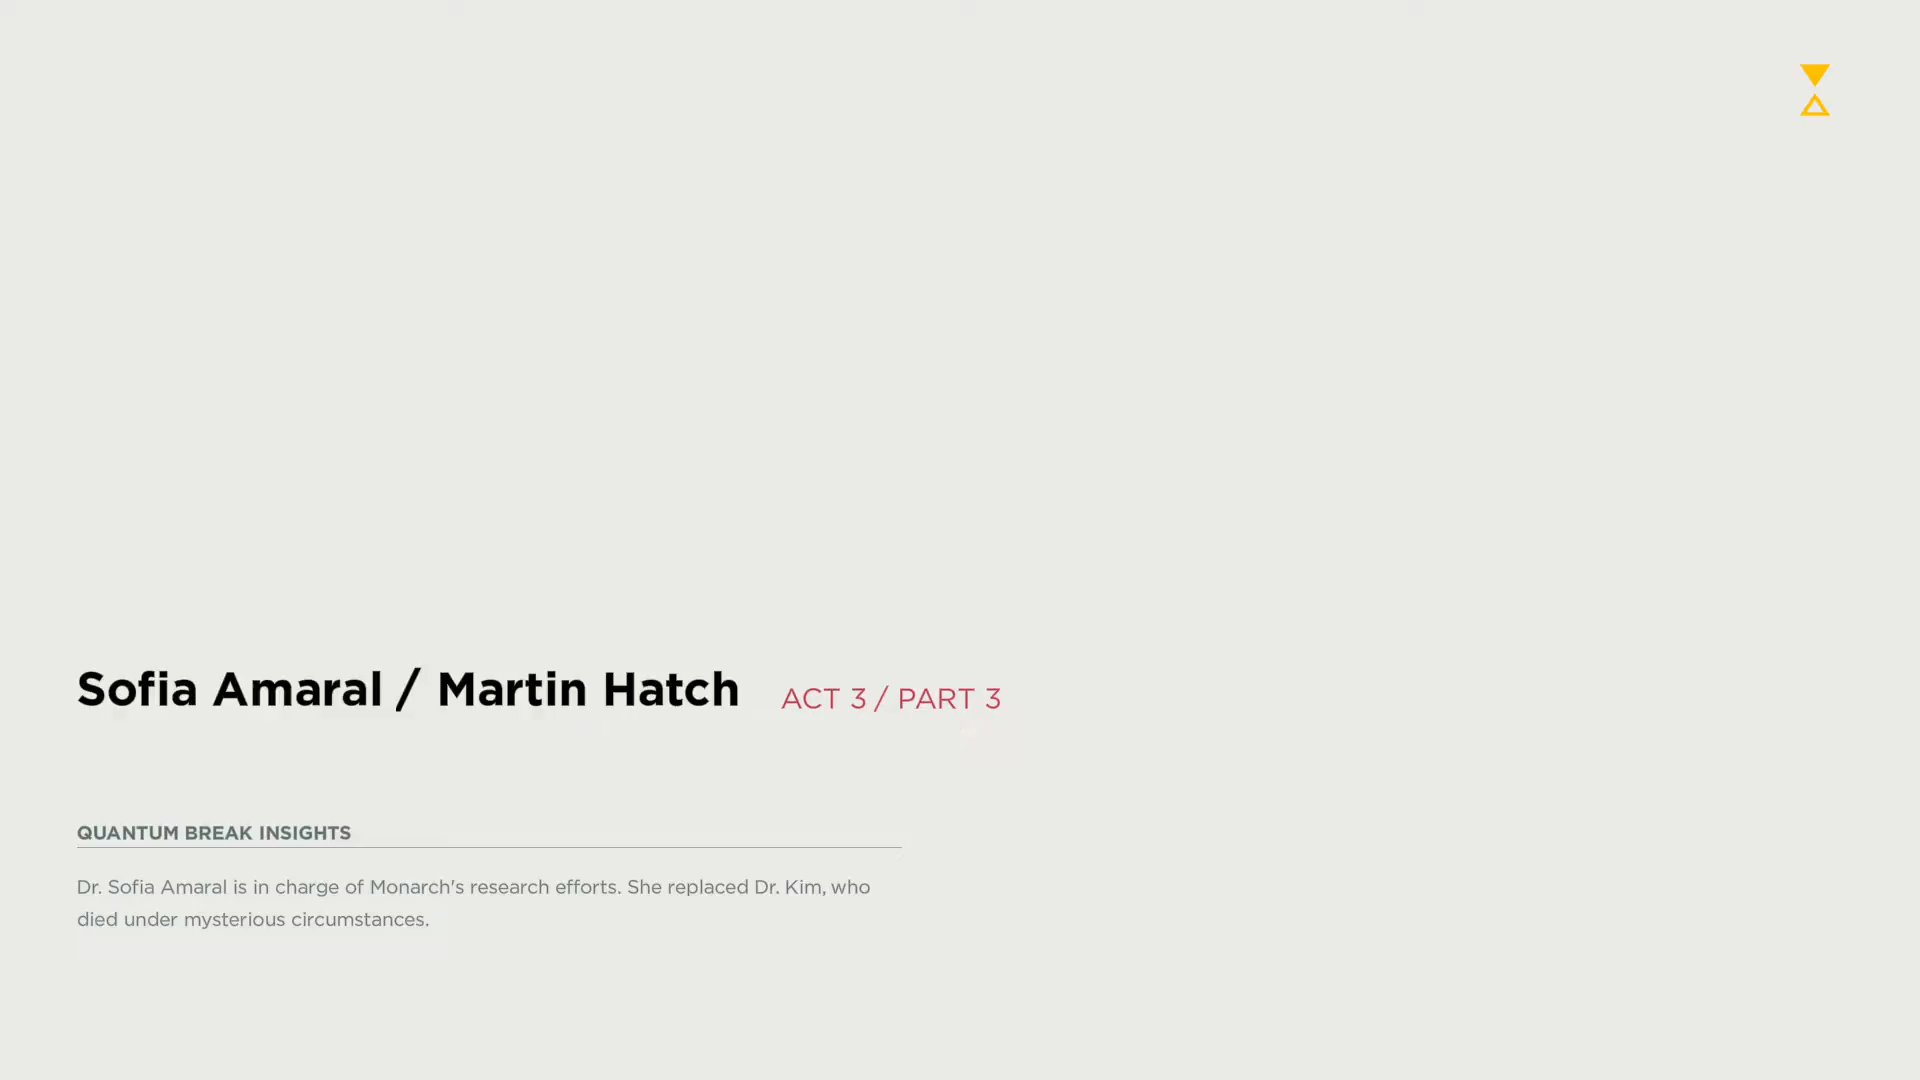 Sofia Amaral / Martin Hatch ACT 3 / PART 3
QUANTUM BREAK INSIGHTS
Dr. Sofia Amaral is in charge of Monarch's research efforts. She replaced Dr. Kim, who
died under mysterious circumstances.